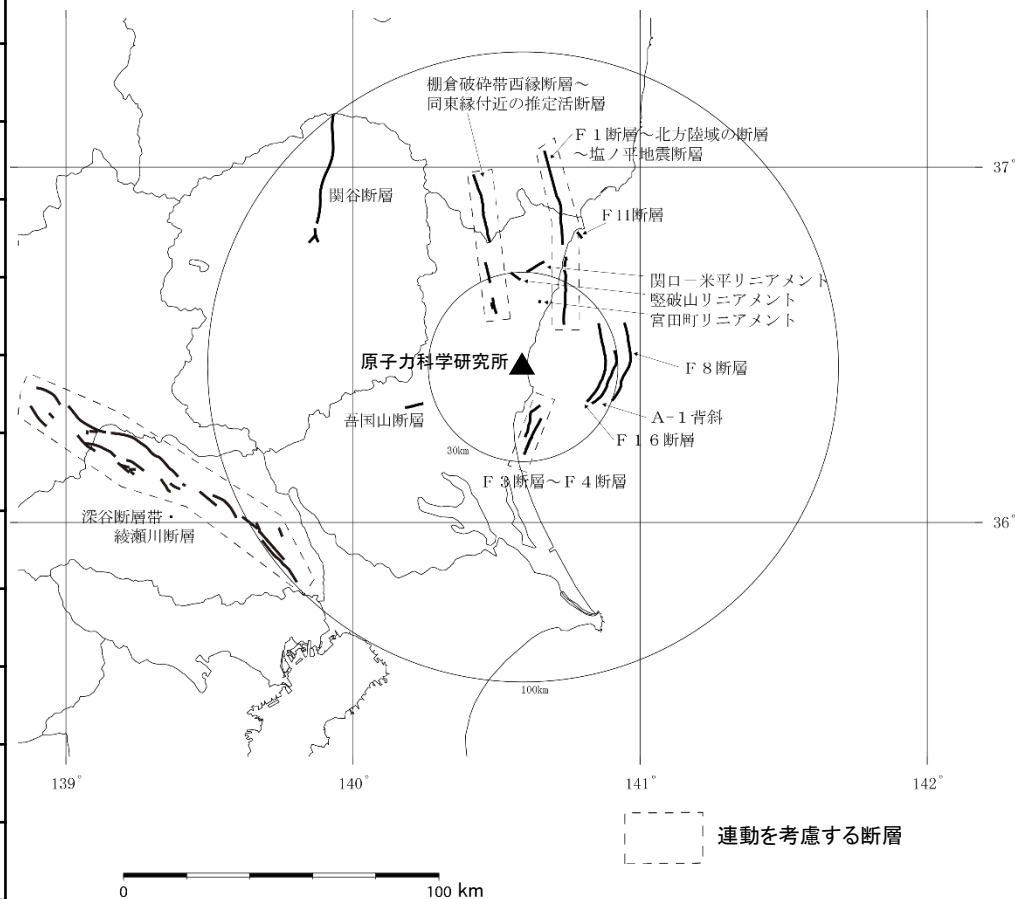 棚倉破砕帯西縁断層～
同東縁付近の推定活断層
F1断層～北方陸域の断層
～塩ノ平地震断層
37°
関谷断層
F11断層
関口－米平リニアメント
竪破山リニアメント
宮田町リニアメント
原子力科学研究所
F8断層
吾国山断層
A-1背斜
F16断層
30km
F3断層～F4断層
深谷断層帯・
綾瀬川断層
36°
100km
139°
140°
141°
142°
連動を考慮する断層
0
100 km